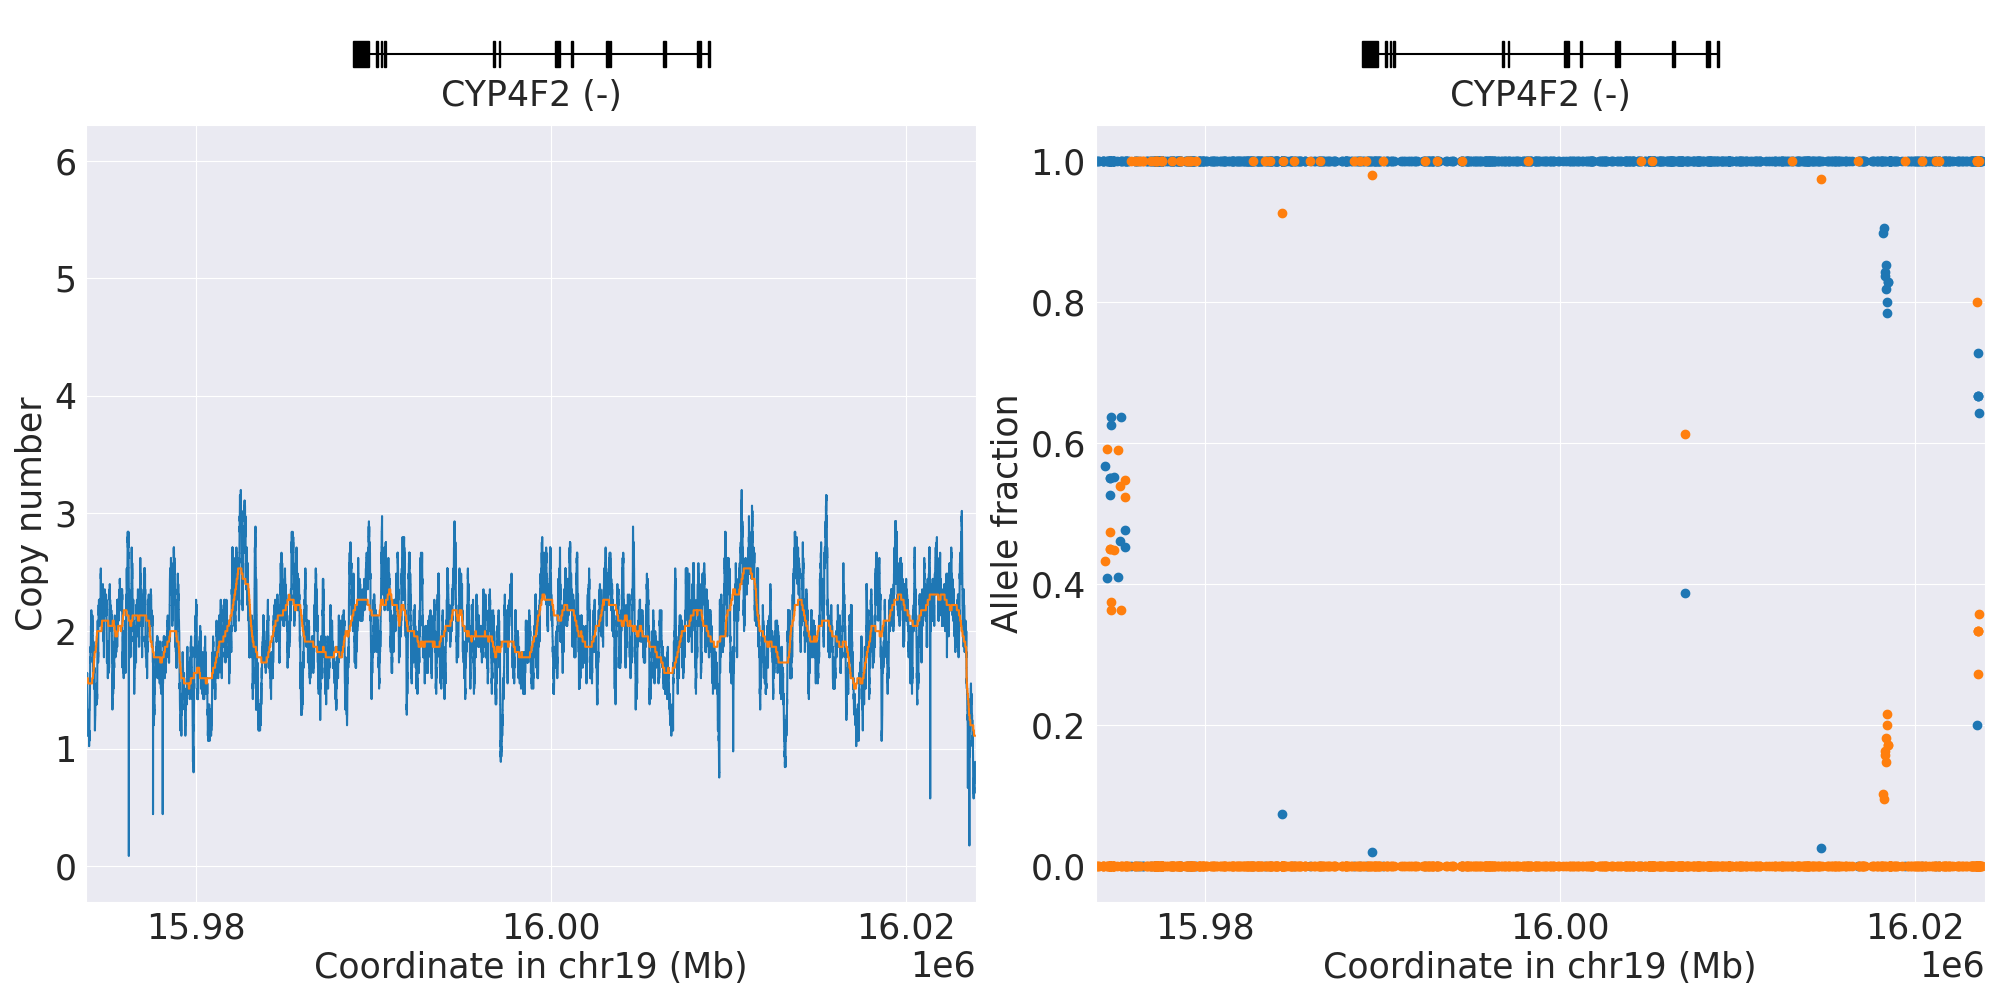 CYP4F2 (-)
6
5
4
3
2
1
0
Copy number
15.98
16.00
16.02
Coordinate in chr19 (Mb)
1e6
CYP4F2 (-)
1.0
0.8
0.6
0.4
0.2
0.0
Allele fraction
15.98
16.00
16.02
Coordinate in chr19 (Mb)
1e6